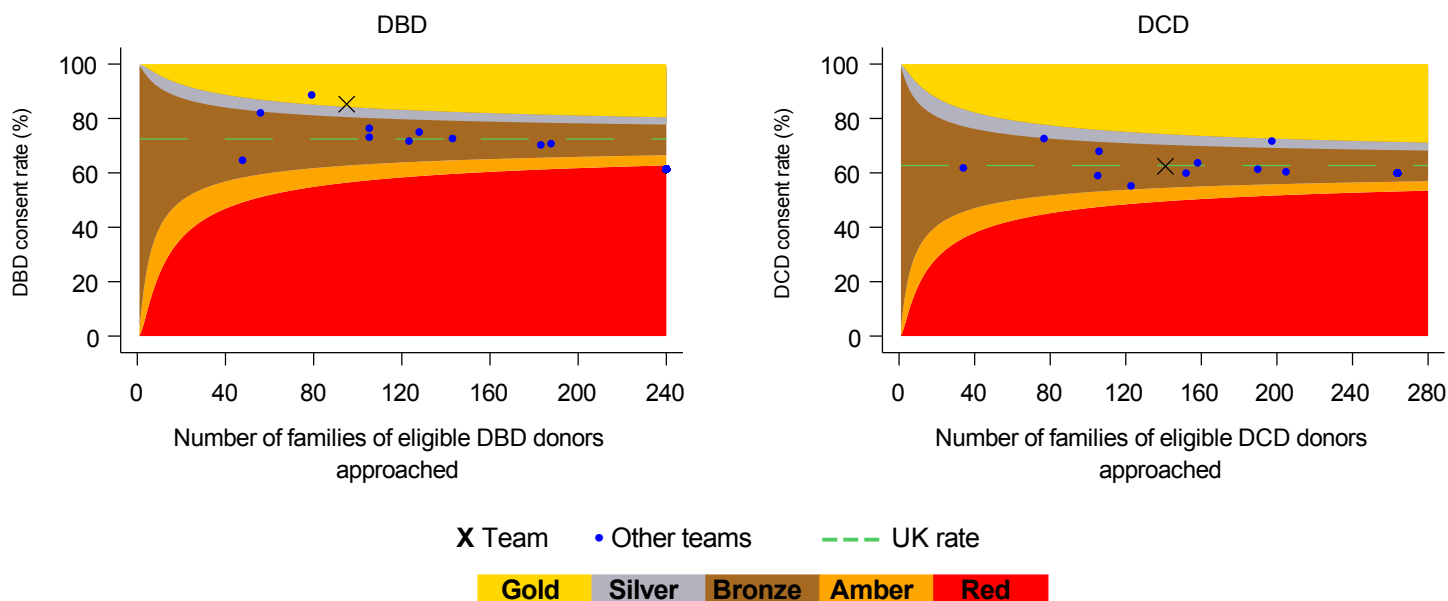 DBD
DBD consent rate (%)
100
80
60
40
20
0
0 40 80 120 160 200 240
Number of families of eligible DBD donors
approached
DCD
DCD consent rate (%)
100
80
60
40
20
0
0 40 80 120 160 200 240 280
Number of families of eligible DCD donors
approached
X Team Other teams UK rate
Gold Silver Bronze Amber Red